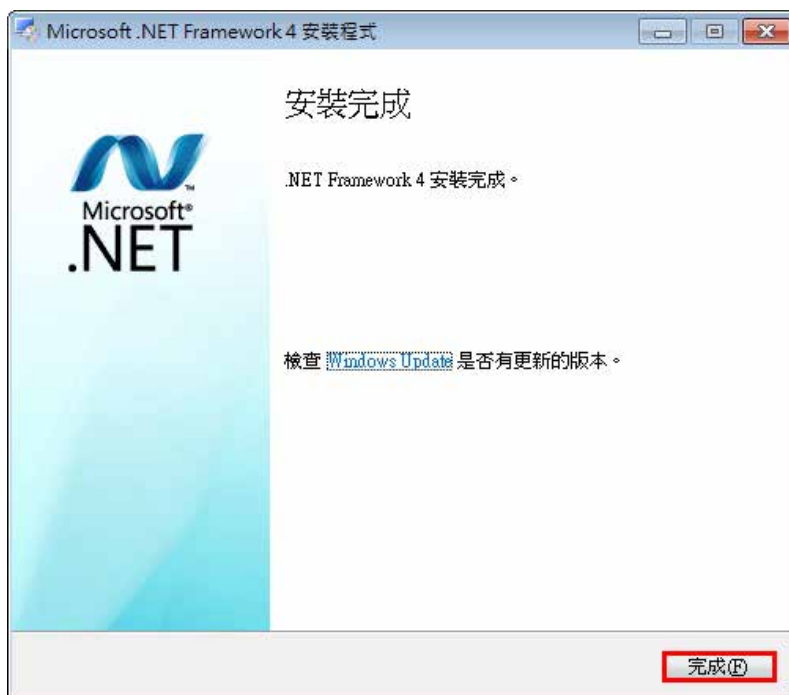 Microsoft .NET Framework 4 安裝程式
安裝完成
.NET Framework 4 安裝完成。
Microsoft®
.NET™
檢查 Windows Update 是否有更新的版本。
完成(F)